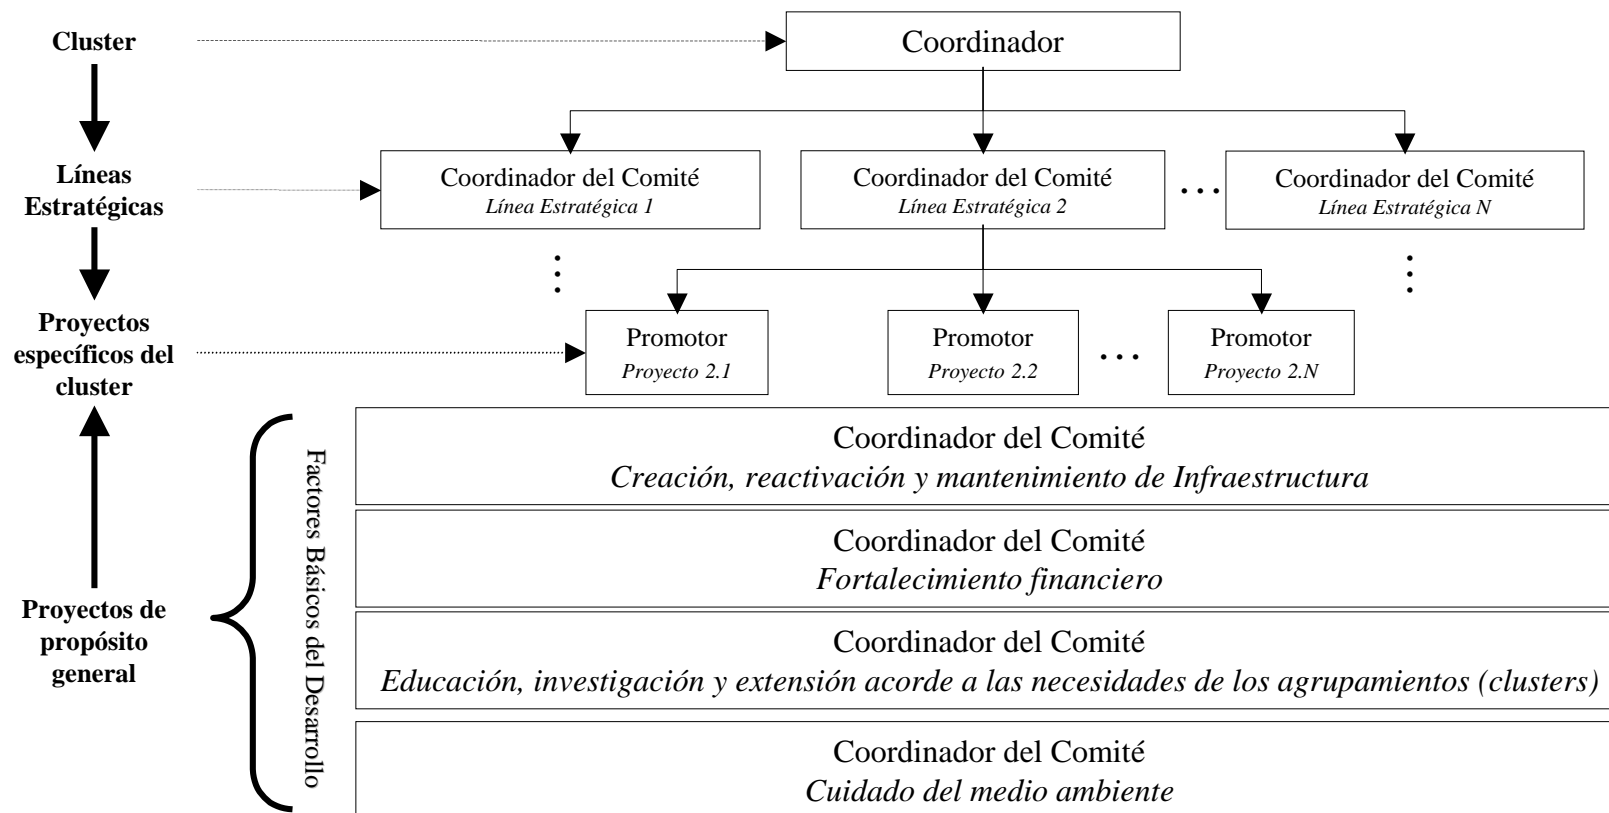 Cluster
Coordinador
Líneas
Estratégicas
Coordinador del Comité
Línea Estratégica 1
Coordinador del Comité
Línea Estratégica 2
...
Coordinador del Comité
Línea Estratégica N
Proyectos
específicos del
cluster
Promotor
Proyecto 2.1
Promotor
Proyecto 2.2
...
Promotor
Proyecto 2.N
Proyectos de
propósito
general
Factores Básicos del Desarrollo
Coordinador del Comité
Creación, reactivación y mantenimiento de Infraestructura
Coordinador del Comité
Fortalecimiento financiero
Coordinador del Comité
Educación, investigación y extensión acorde a las necesidades de los agrupamientos (clusters)
Coordinador del Comité
Cuidado del medio ambiente